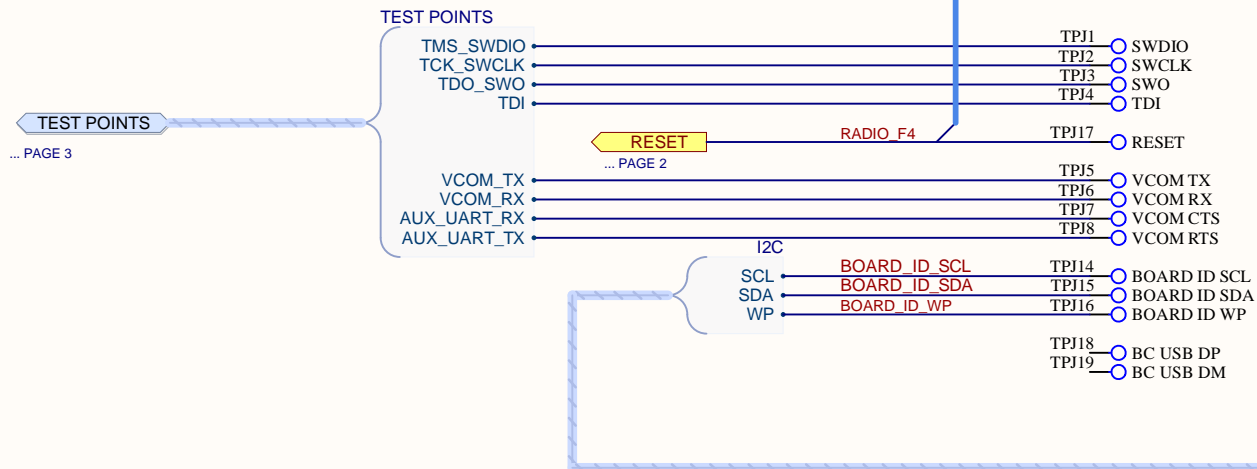 TEST POINTS
TMS_SWDIO TPJ1 SWDIO
TCK_SWCLK TPJ2 SWCLK
TDO_SWO TPJ3 SWO
TDI TPJ4 TDI
TEST POINTS
... PAGE 3
RESET RADIO_F4 TPJ17 RESET
... PAGE 2
VCOM_TX TPJ5 VCOM TX
VCOM_RX TPJ6 VCOM RX
AUX_UART_RX TPJ7 VCOM CTS
AUX_UART_TX TPJ8 VCOM RTS
I2C
SCL BOARD_ID_SCL TPJ14 BOARD ID SCL
SDA BOARD_ID_SDA TPJ15 BOARD ID SDA
WP BOARD_ID_WP TPJ16 BOARD ID WP
TPJ18 BC USB DP
TPJ19 BC USB DM